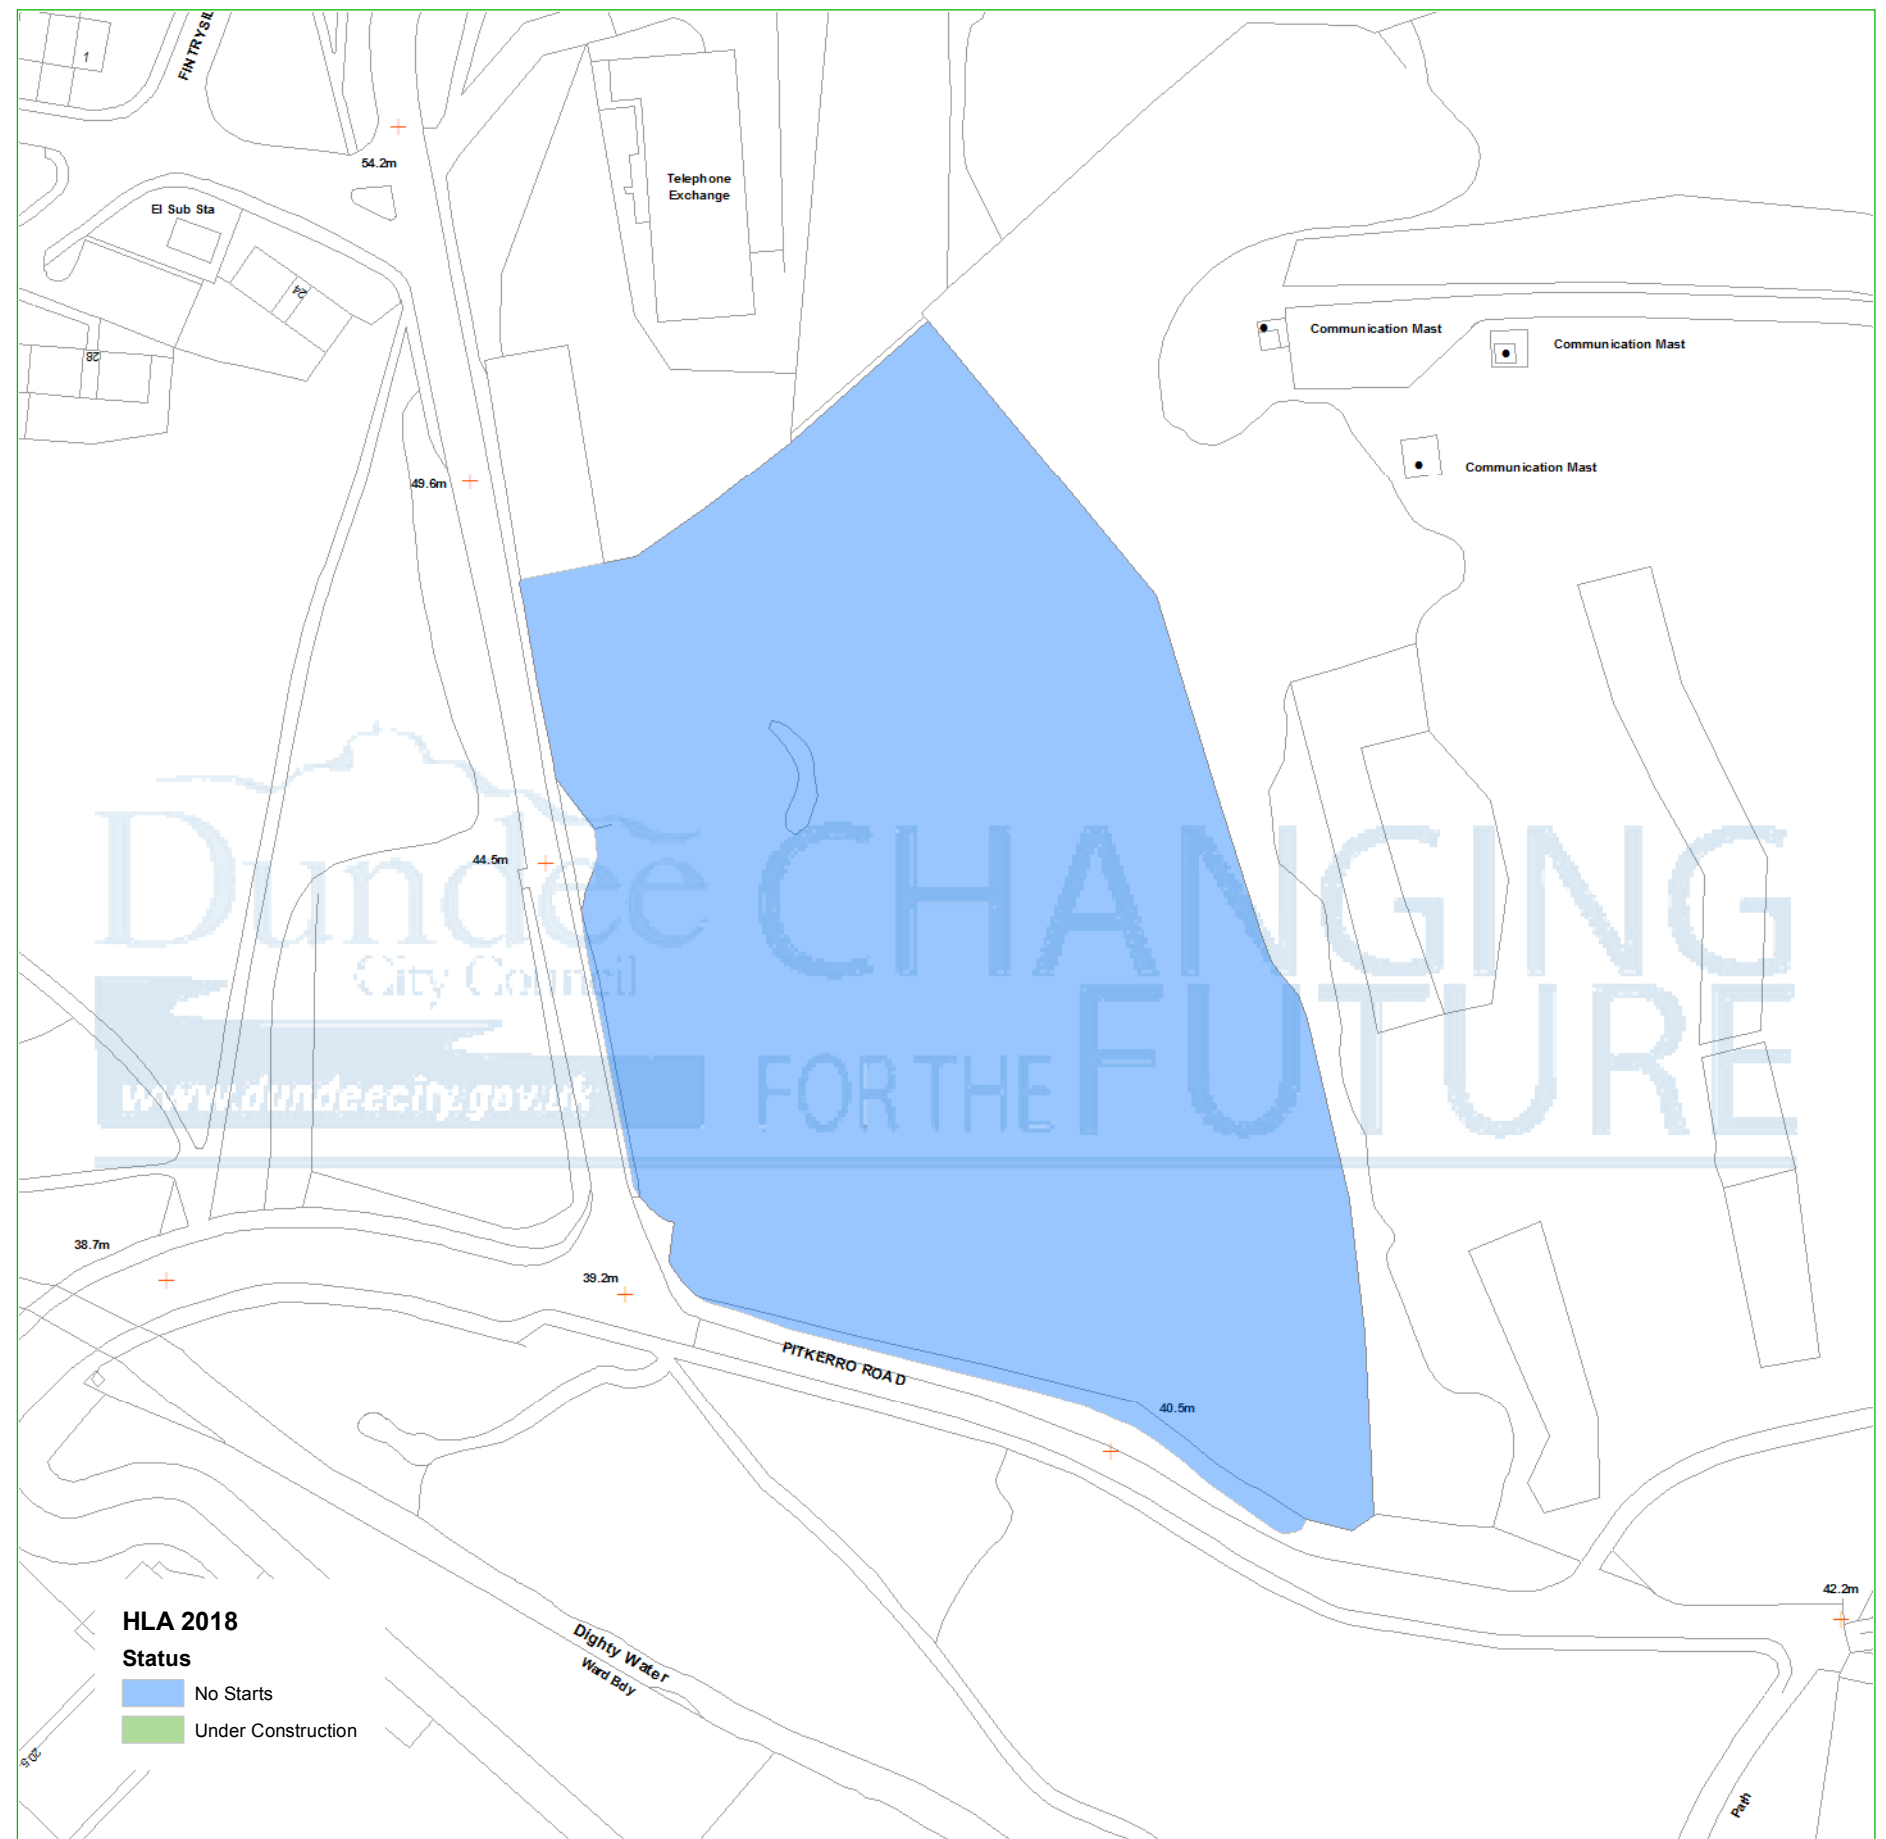 1
54.2m
Telephone
Exchange
El Sub Sta
24
28
Communication Mast
Communication Mast
Communication Mast
49.6m
44.5m
Dundee
City Council
www.dundeecity.gov.uk
CHANGING
FOR THE FUTURE
38.7m
39.2m
PITKERRO ROAD
40.5m
42.2m
HLA 2018
Status
No Starts
Under Construction
Dighty Water
Ward Bdy
Path